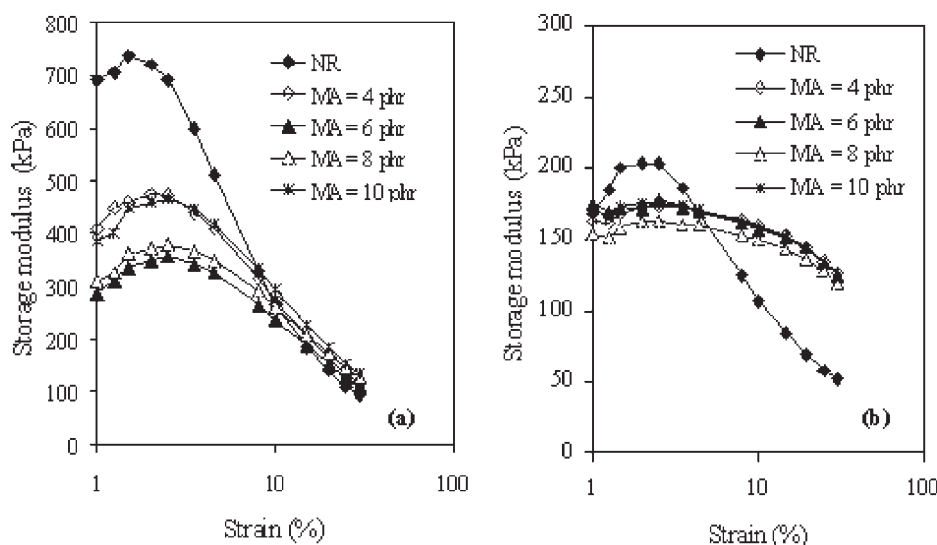 800
700
600
500
400
300
200
100
0
Storage modulus (kPa)
NR
MA = 4 phr
MA = 6 phr
MA = 8 phr
MA = 10 phr
(a)
1
10
100
Strain (%)
300
250
200
150
100
50
0
Storage modulus (kPa)
NR
MA = 4 phr
MA = 6 phr
MA = 8 phr
MA = 10 phr
(b)
1
10
100
Strain (%)